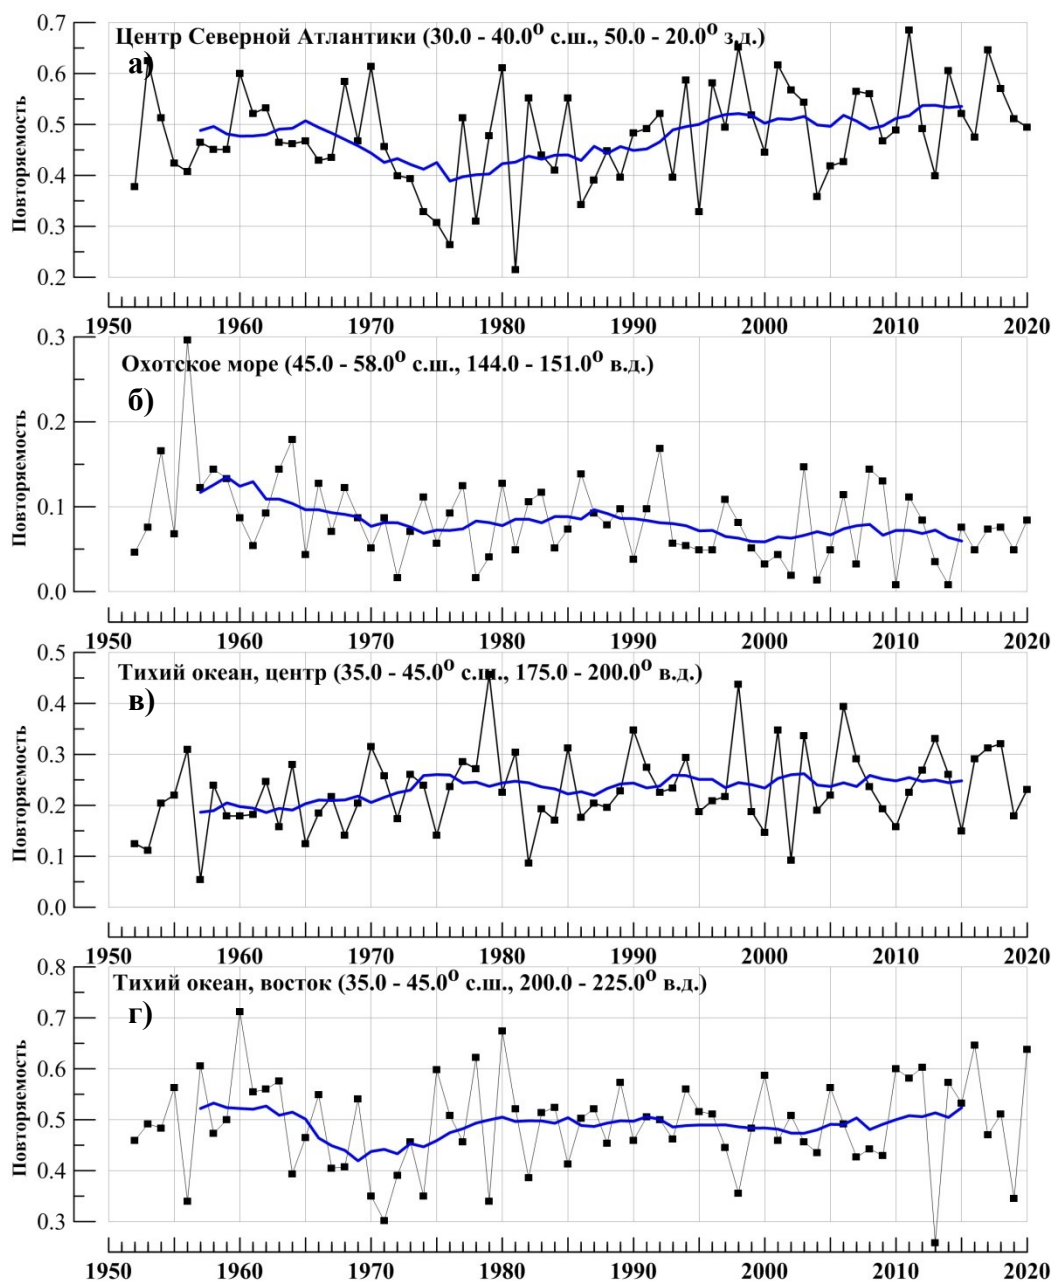 Центр Северной Атлантики (30.0 - 40.0⁰ с.ш., 50.0 - 20.0⁰ з.д.)
а)
Повторяемость
0.7
0.6
0.5
0.4
0.3
0.2
1950 1960 1970 1980 1990 2000 2010 2020
Охотское море (45.0 - 58.0⁰ с.ш., 144.0 - 151.0⁰ в.д.)
б)
Повторяемость
0.3
0.2
0.1
0.0
1950 1960 1970 1980 1990 2000 2010 2020
Тихий океан, центр (35.0 - 45.0⁰ с.ш., 175.0 - 200.0⁰ в.д.)
в)
Повторяемость
0.5
0.4
0.3
0.2
0.1
0.0
1950 1960 1970 1980 1990 2000 2010 2020
Тихий океан, восток (35.0 - 45.0⁰ с.ш., 200.0 - 225.0⁰ в.д.)
г)
Повторяемость
0.8
0.7
0.6
0.5
0.4
0.3
1950 1960 1970 1980 1990 2000 2010 2020